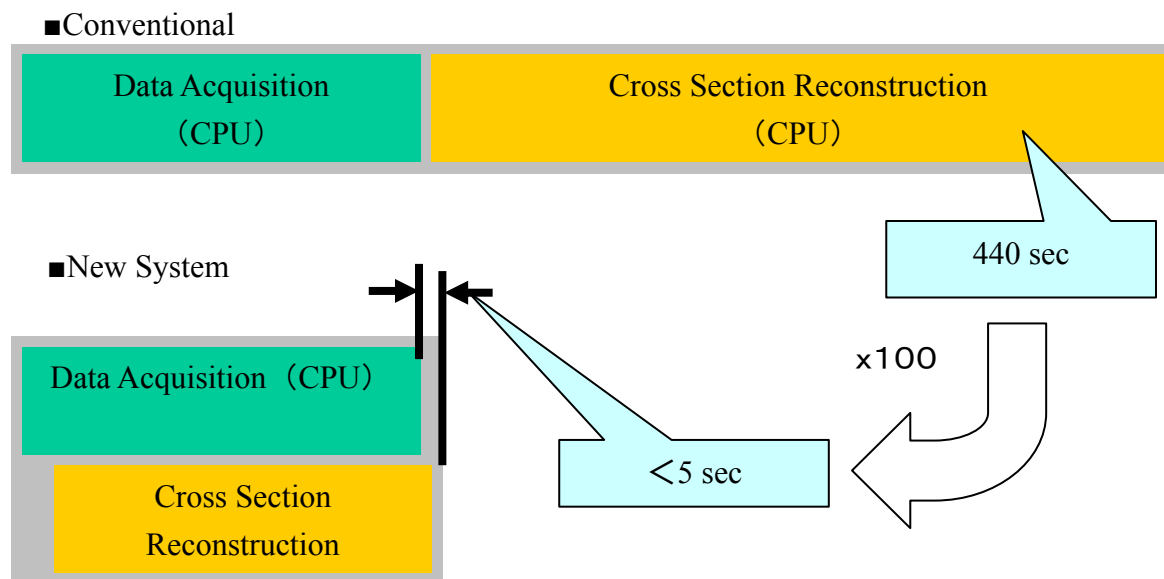 ■Conventional
Data Acquisition
（CPU）
Cross Section Reconstruction
（CPU）
440 sec
■New System
x100
Data Acquisition（CPU）
＜5 sec
Cross Section
Reconstruction